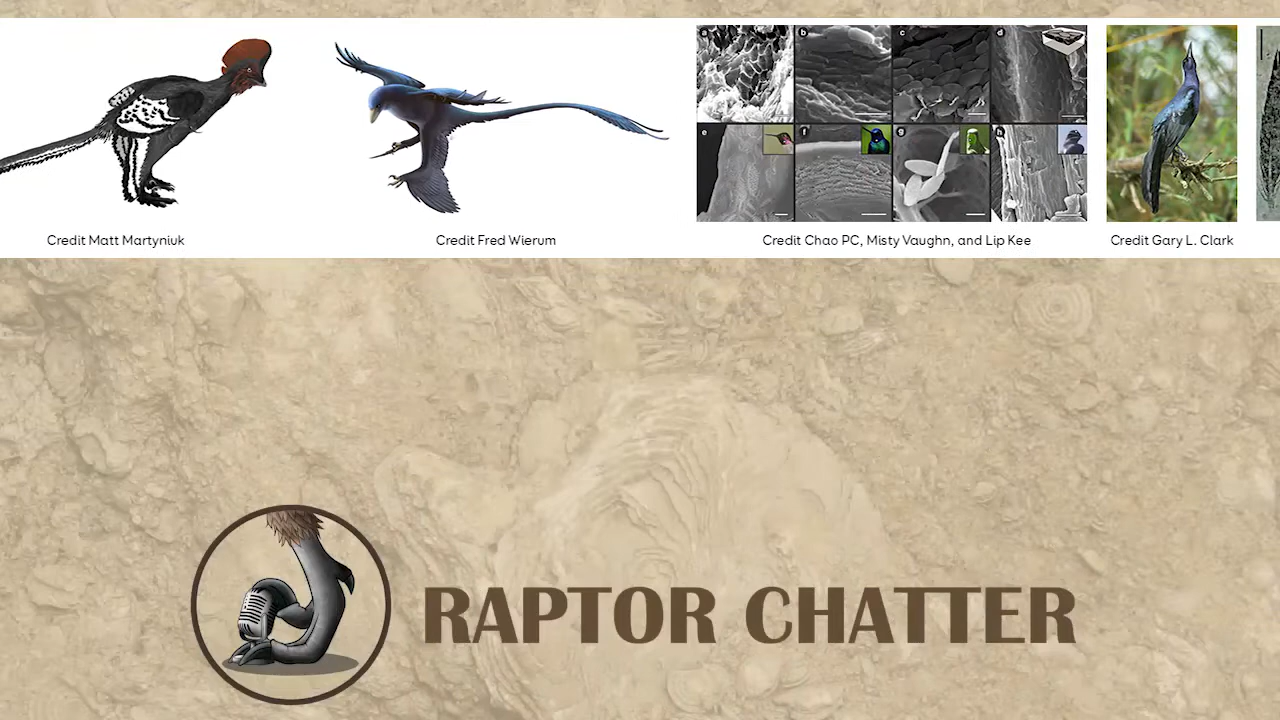 a b c d
e f g h
Credit Matt Martyniuk
Credit Fred Wierum
Credit Chao PC, Misty Vaughn, and Lip Kee
Credit Gary L. Clark
RAPTOR CHATTER